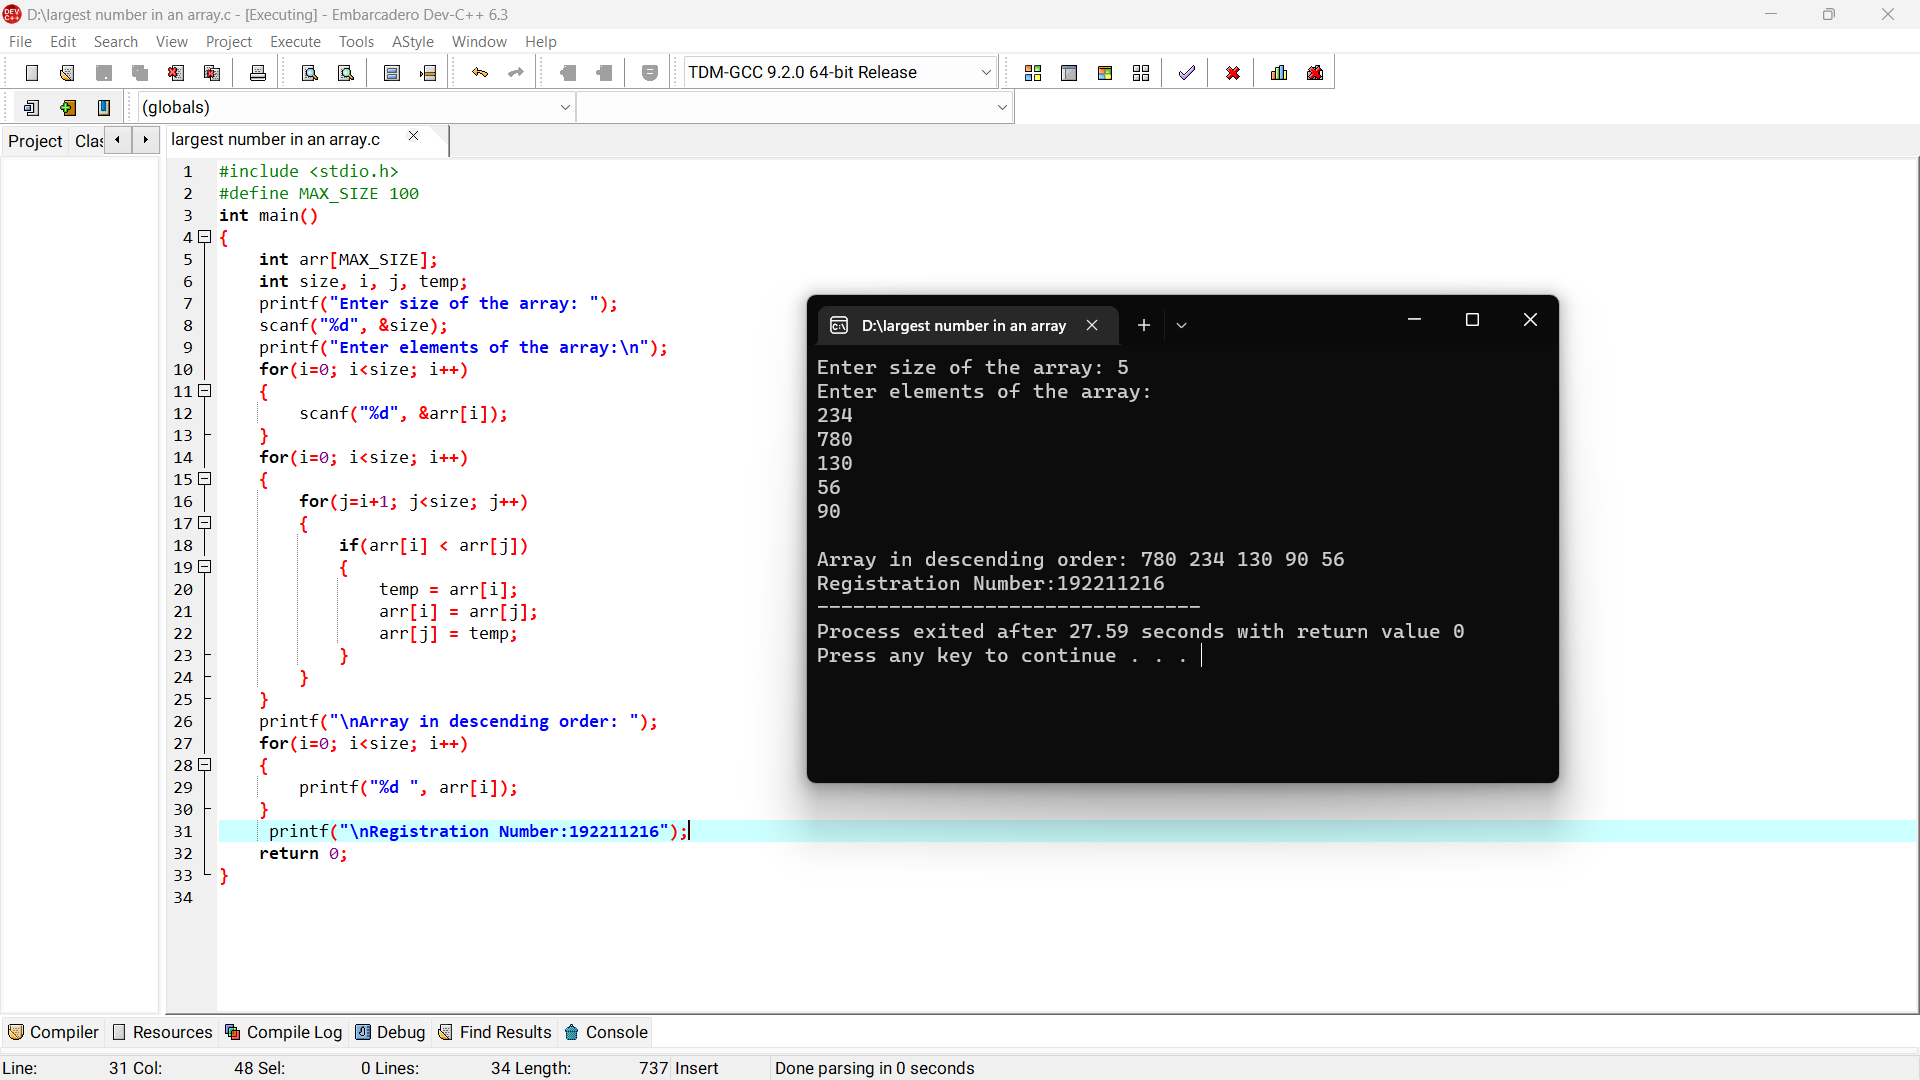 D:\largest number in an array.c - [Executing] - Embarcadero Dev-C++ 6.3
File Edit Search View Project Execute Tools AStyle Window Help
TDM-GCC 9.2.0 64-bit Release
(globals)
Project Clas largest number in an array.c
1 #include <stdio.h>
2 #define MAX_SIZE 100
3 int main()
4 {
5 int arr[MAX_SIZE];
6 int size, i, j, temp;
7 printf("Enter size of the array: ");
8 scanf("%d", &size);
9 printf("Enter elements of the array:\n");
10 for(i=0; i<size; i++)
11 {
12 scanf("%d", &arr[i]);
13 }
14 for(i=0; i<size; i++)
15 {
16 for(j=i+1; j<size; j++)
17 {
18 if(arr[i] < arr[j])
19 {
20 temp = arr[i];
21 arr[i] = arr[j];
22 arr[j] = temp;
23 }
24 }
25 }
26 printf("\nArray in descending order: ");
27 for(i=0; i<size; i++)
28 {
29 printf("%d ", arr[i]);
30 }
31 printf("\nRegistration Number:192211216");
32 return 0;
33 }
34
D:\largest number in an array
Enter size of the array: 5
Enter elements of the array:
234
780
130
56
90
Array in descending order: 780 234 130 90 56
Registration Number:192211216
--------------------------------
Process exited after 27.59 seconds with return value 0
Press any key to continue . . .
Compiler Resources Compile Log Debug Find Results Console
Line: 31 Col: 48 Sel: 0 Lines: 34 Length: 737 Insert Done parsing in 0 seconds